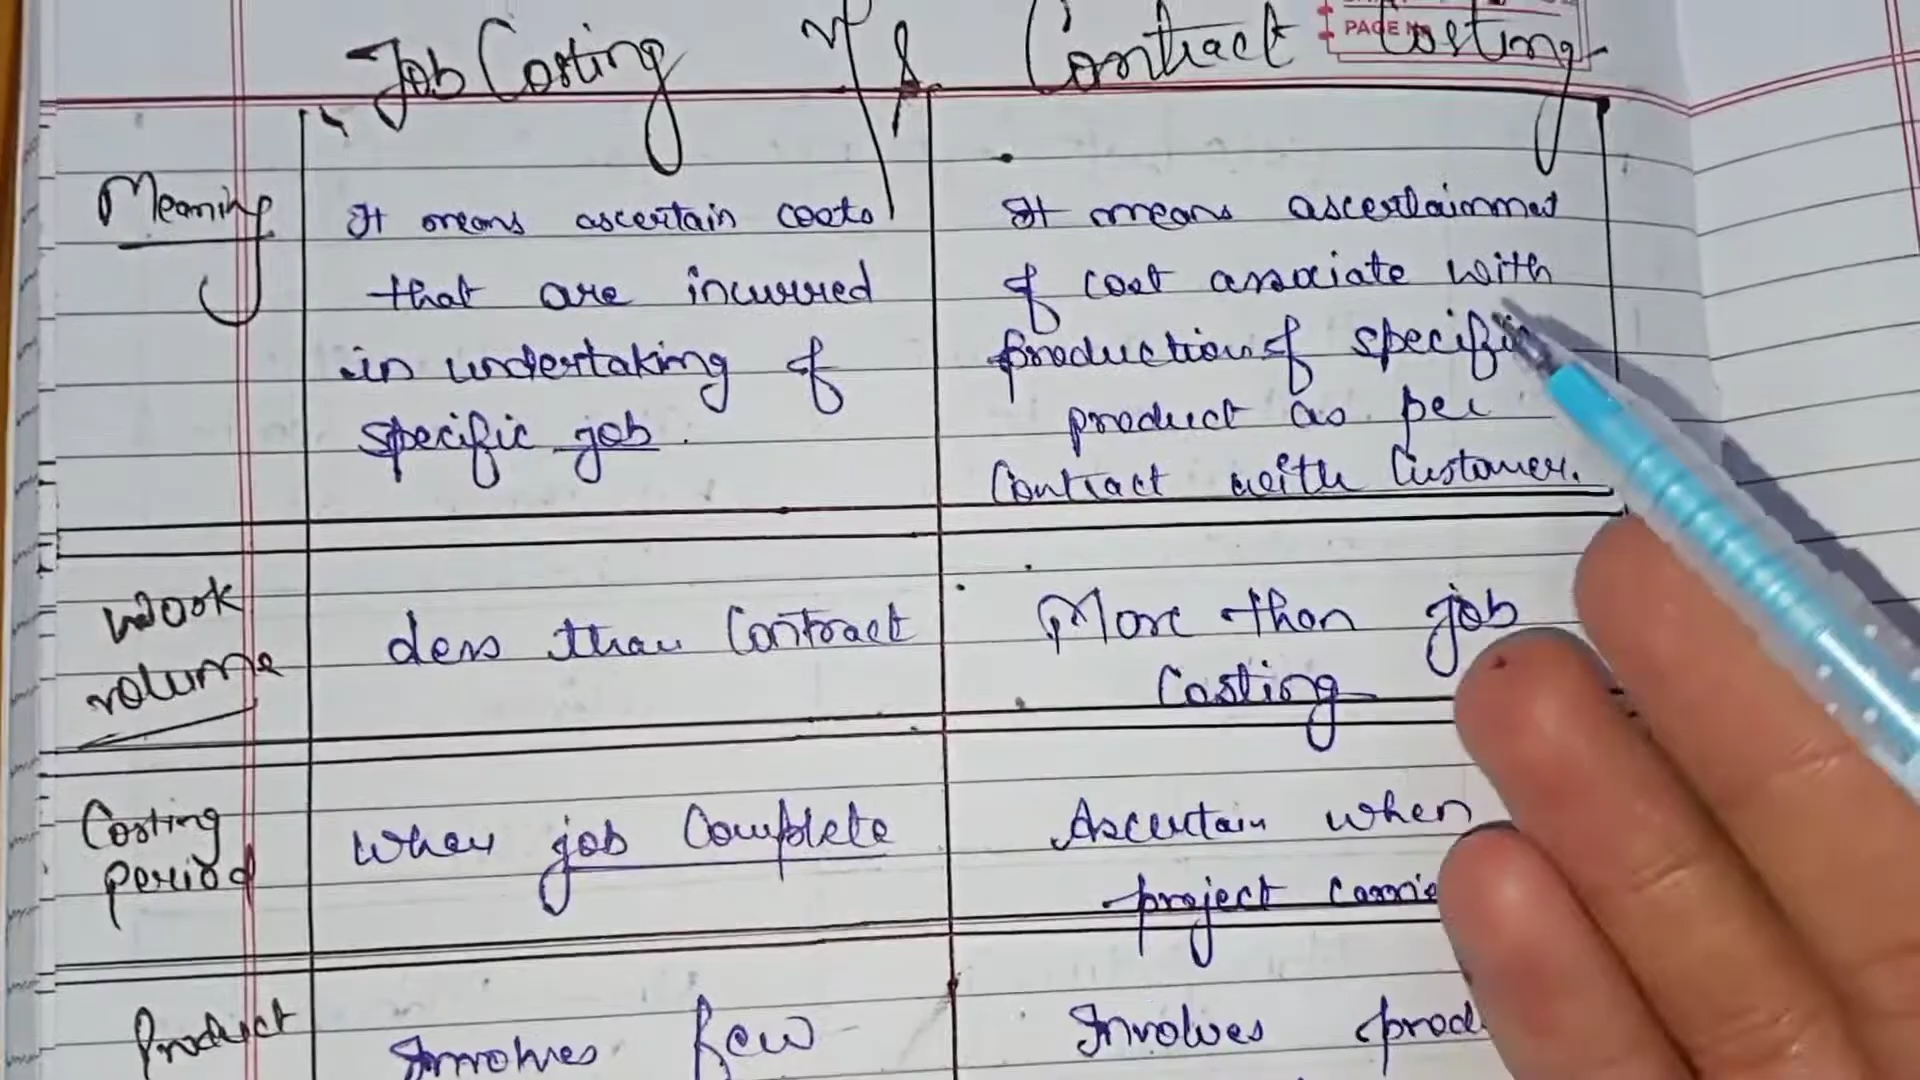 Job Costing v/s Contract Costing
PAGE N
Meaning
It means ascertain costs
that are incurred
in undertaking of
specific job.
It means ascertainmet
of cost associate with
production of specific
product as per
Contract with Customer.
Work
volume
Less than Contract
More than job
Costing
Costing
period
When job Complete
Ascertain when
project carrie
Product
Involves few
Involves prod